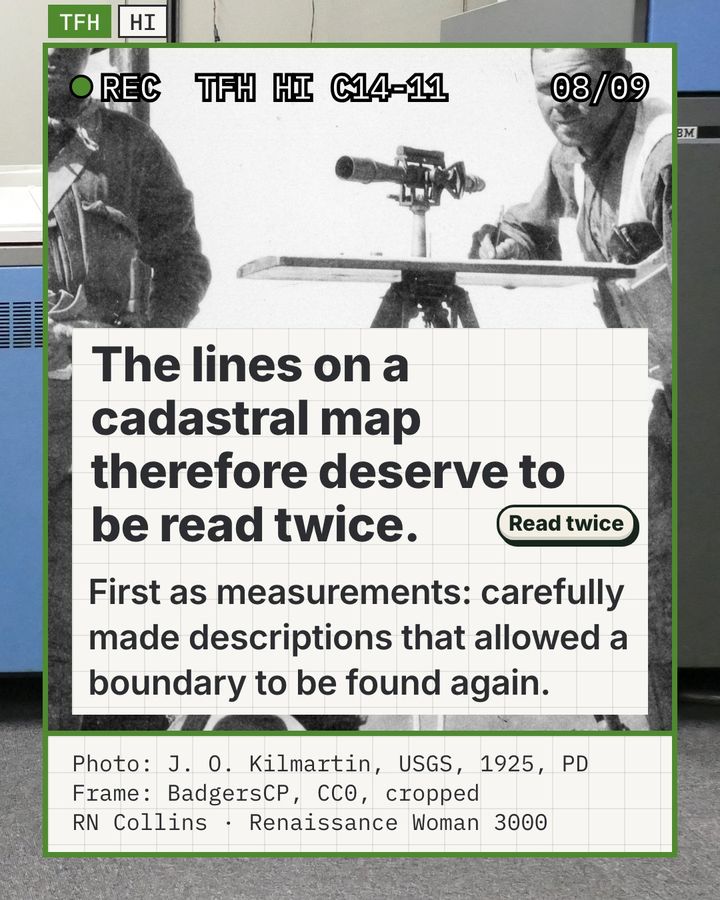 TFH HI
REC TFH HI C14-11 08/09
BM
The lines on a
cadastral map
therefore deserve to
be read twice.
Read twice
First as measurements: carefully
made descriptions that allowed a
boundary to be found again.
Photo: J. O. Kilmartin, USGS, 1925, PD
Frame: BadgersCP, CC0, cropped
RN Collins · Renaissance Woman 3000